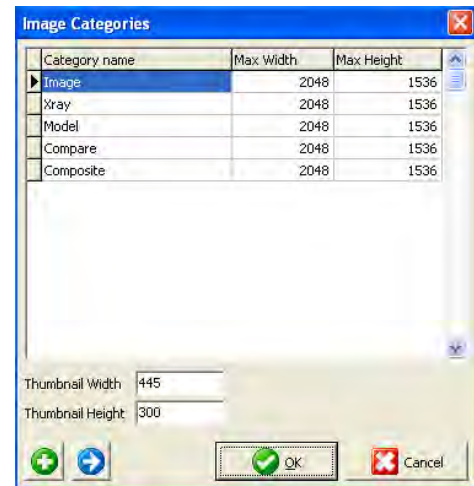 Image Categories
Category name Max Width Max Height
Image 2048 1536
Xray 2048 1536
Model 2048 1536
Compare 2048 1536
Composite 2048 1536
Thumbnail Width 445
Thumbnail Height 300
OK Cancel